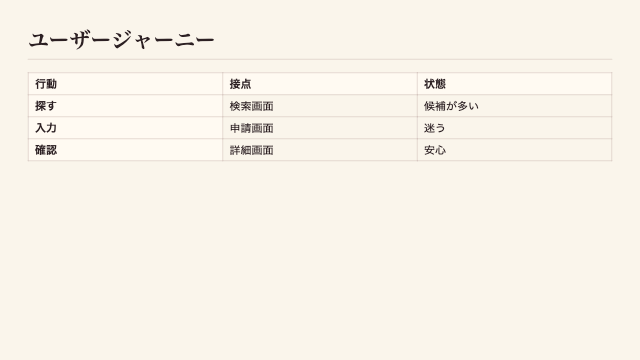 ユーザージャーニー
行動 接点 状態
探す 検索画面 候補が多い
入力 申請画面 迷う
確認 詳細画面 安心